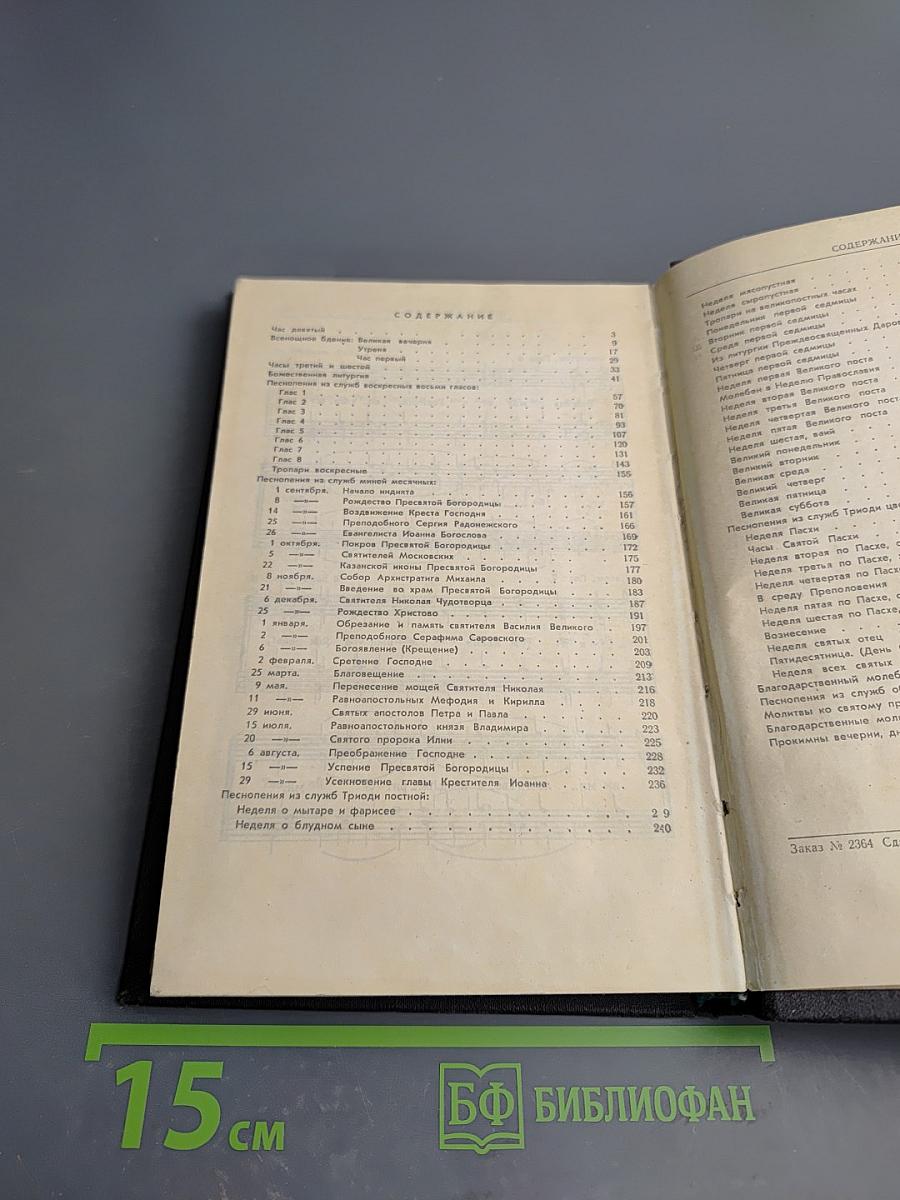 СОДЕРЖАНИЕ
Час девятый 3
Всенощное бдение: Великая вечерня 9
Утреня 17
Час первый 29
Часы третий и шестой 33
Божественная литургия 41
Песнопения из служб воскресных восьми гласов:
Глас 1 57
Глас 2 70
Глас 3 81
Глас 4 93
Глас 5 107
Глас 6 120
Глас 7 131
Глас 8 143
Тропари воскресные 155
Песнопения из служб миней месячных:
1 сентября. Начало индикта 156
8 —»— Рождество Пресвятой Богородицы 157
14 —»— Воздвижение Креста Господня 161
25 —»— Преподобного Сергия Радонежского 166
26 —»— Евангелиста Иоанна Богослова 169
1 октября. Покров Пресвятой Богородицы 172
5 —»— Святителей Московских 175
22 —»— Казанской иконы Пресвятой Богородицы 177
8 ноября. Собор Архистратига Михаила 180
21 —»— Введение во храм Пресвятой Богородицы 183
6 декабря. Святителя Николая Чудотворца 187
25 —»— Рождество Христово 191
1 января. Обрезание и память святителя Василия Великого 197
2 —»— Преподобного Серафима Саровского 201
6 —»— Богоявление (Крещение) 203
2 февраля. Сретение Господне 209
25 марта. Благовещение 213
9 мая. Перенесение мощей Святителя Николая 216
11 —»— Равноапостольных Мефодия и Кирилла 218
29 июня. Святых апостолов Петра и Павла 220
15 июля. Равноапостольного князя Владимира 223
20 —»— Святого пророка Илии 225
6 августа. Преображение Господне 228
15 —»— Успение Пресвятой Богородицы 232
29 —»— Усекновение главы Крестителя Иоанна 236
Песнопения из служб Триоди постной:
Неделя о мытаре и фарисее 2 9
Неделя о блудном сыне 240
СОДЕРЖАНИ
Неделя мясопустная
Неделя сыропустная
Тропари на великопостных часах
Понедельник первой седмицы
Вторник первой седмицы
Среда первой седмицы
Из литургии Преждеосвященных Даров
Четверг первой седмицы
Пятница первой седмицы
Неделя первая Великого поста
Молебен в Неделю Православия
Неделя вторая Великого поста
Неделя третья Великого поста
Неделя четвертая Великого поста
Неделя пятая Великого поста
Неделя шестая, ваий
Великий понедельник
Великий вторник
Великая среда
Великий четверг
Великая пятница
Великая суббота
Песнопения из служб Триоди цве
Неделя Пасхи
Часы Святой Пасхи
Неделя вторая по Пасхе, с
Неделя третья по Пасхе,
Неделя четвертая по Пасх
В среду Преполовения
Неделя пятая по Пасхе, с
Неделя шестая по Пасхе,
Вознесение
Неделя святых отец
Пятидесятница. (День
Неделя всех святых
Благодарственный молеб
Песнопения из служб о
Молитвы ко святому пр
Благодарственные мол
Прокимны вечерни, дн
Заказ № 2364 Сд
15 см
БФ БИБЛИОФАН